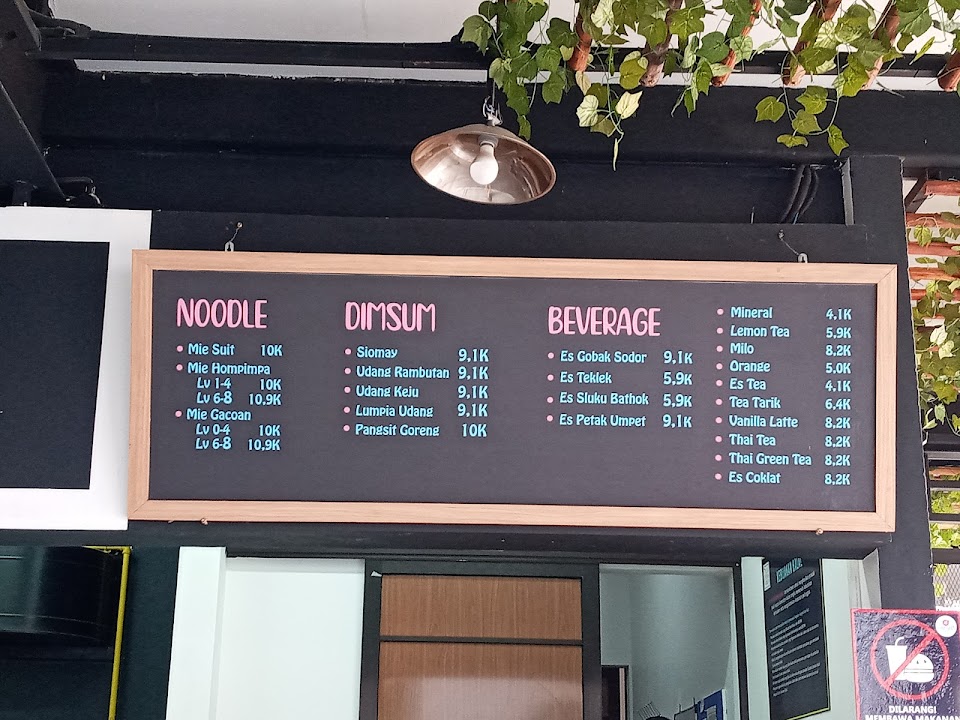 NOODLE
Mie Suit 10K
Mie Hompimpa
Lv 1-4 10K
Lv 6-8 10.9K
Mie Gacoan
Lv 0-4 10K
Lv 6-8 10,9K
DIMSUM
Siomay 9,1K
Udang Rambutan 9,1K
Udang Keju 9.1K
Lumpia Udang 9.1K
Pangsit Goreng 10K
BEVERAGE
Es Gobak Sodor 9,1K
Es Teklek 5,9K
Es Sluku Bathok 5,9K
Es Petak Umpet 9,1K
Mineral 4.1K
Lemon Tea 5.9K
Milo 8.2K
Orange 5.0K
Es Tea 4.1K
Tea Tarik 6.4K
Vanilla Latte 8.2K
Thai Tea 8.2K
Thai Green Tea 8.2K
Es Coklat 8.2K
DILARANG!
MEMBAWA MAKANAN